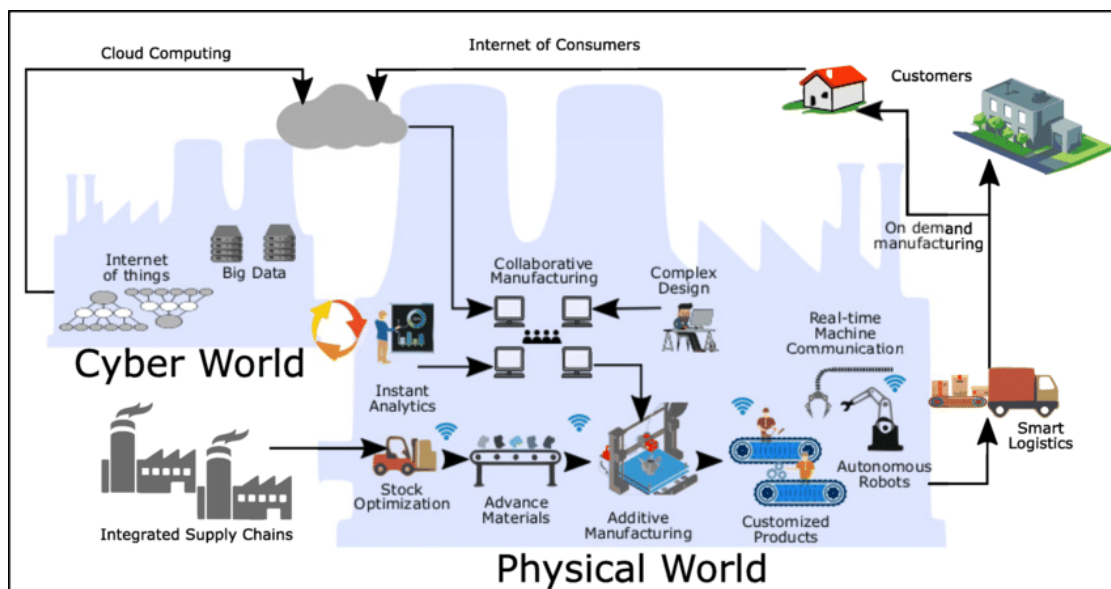 Cloud Computing
Internet of Consumers
Customers
On demand
manufacturing
Internet
of things
Big Data
Collaborative
Manufacturing
Complex
Design
Real-time
Machine
Communication
Cyber World
Instant
Analytics
Smart
Logistics
Stock
Optimization
Advance
Materials
Additive
Manufacturing
Customized
Products
Autonomous
Robots
Integrated Supply Chains
Physical World